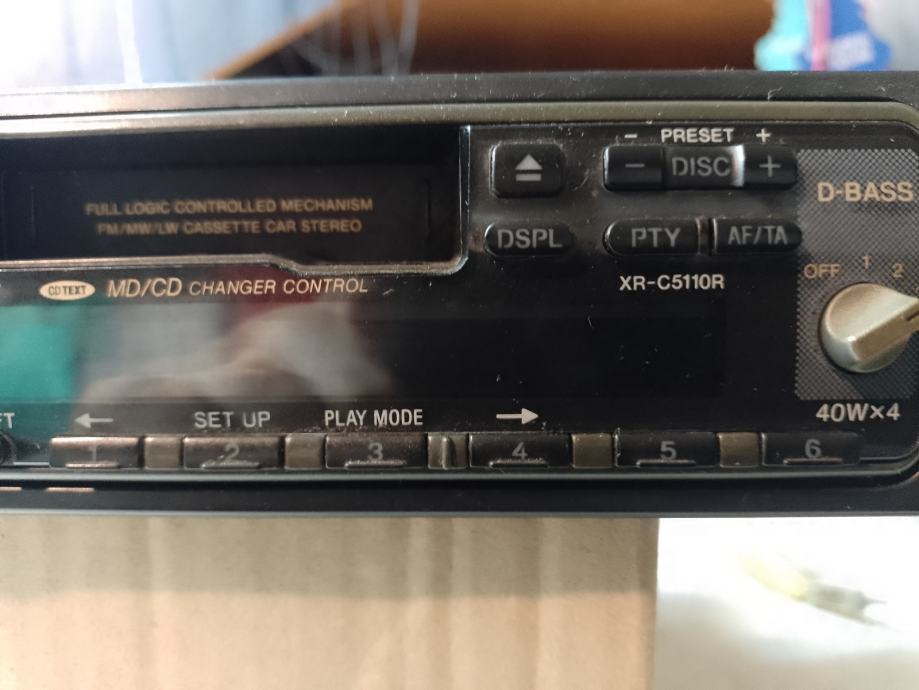 - PRESET +
- DISC +
D-BASS
FULL LOGIC CONTROLLED MECHANISM
FM/MW/LW CASSETTE CAR STEREO
DSPL PTY AF/TA
CD TEXT MD/CD CHANGER CONTROL
XR-C5110R
OFF 1 2
FT ← SET UP PLAY MODE →
40W×4
1 2 3 4 5 6